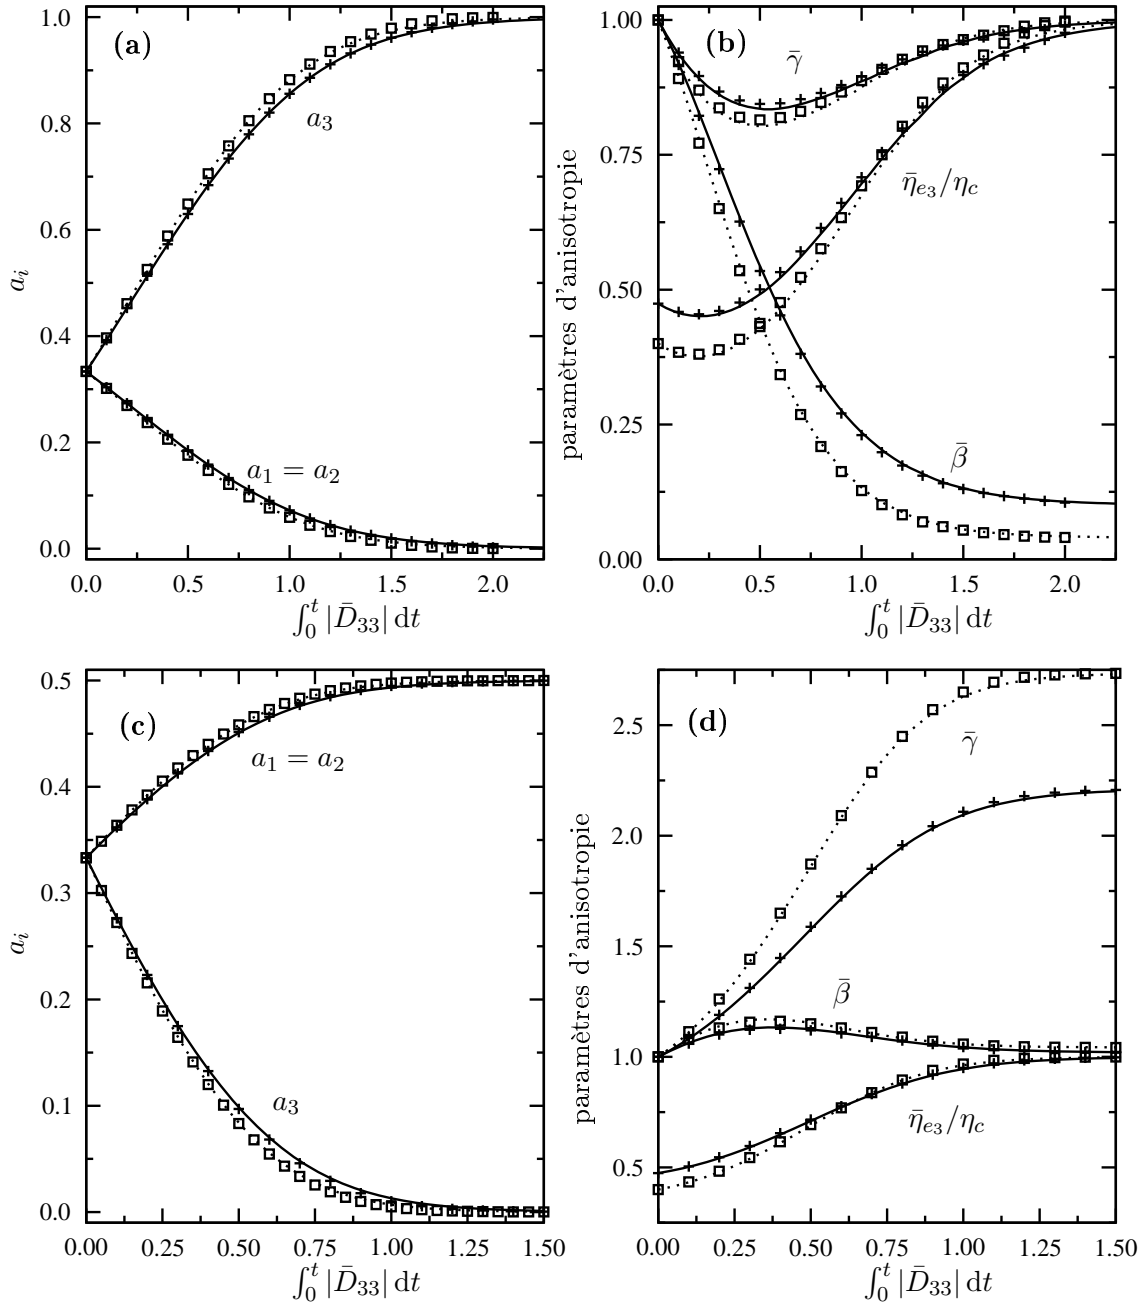 (a)
1.0
0.8
0.6
0.4
0.2
0.0
a_i
a_3
a_1 = a_2
0.0 0.5 1.0 1.5 2.0
∫_0^t |D̄_33| dt
(b)
1.00
0.75
0.50
0.25
0.00
paramètres d'anisotropie
γ̄
η̄_e_3/η_c
β̄
0.0 0.5 1.0 1.5 2.0
∫_0^t |D̄_33| dt
(c)
0.5
0.4
0.3
0.2
0.1
0.0
a_i
a_1 = a_2
a_3
0.00 0.25 0.50 0.75 1.00 1.25 1.50
∫_0^t |D̄_33| dt
(d)
2.5
2.0
1.5
1.0
0.5
paramètres d'anisotropie
γ̄
β̄
η̄_e_3/η_c
0.00 0.25 0.50 0.75 1.00 1.25 1.50
∫_0^t |D̄_33| dt